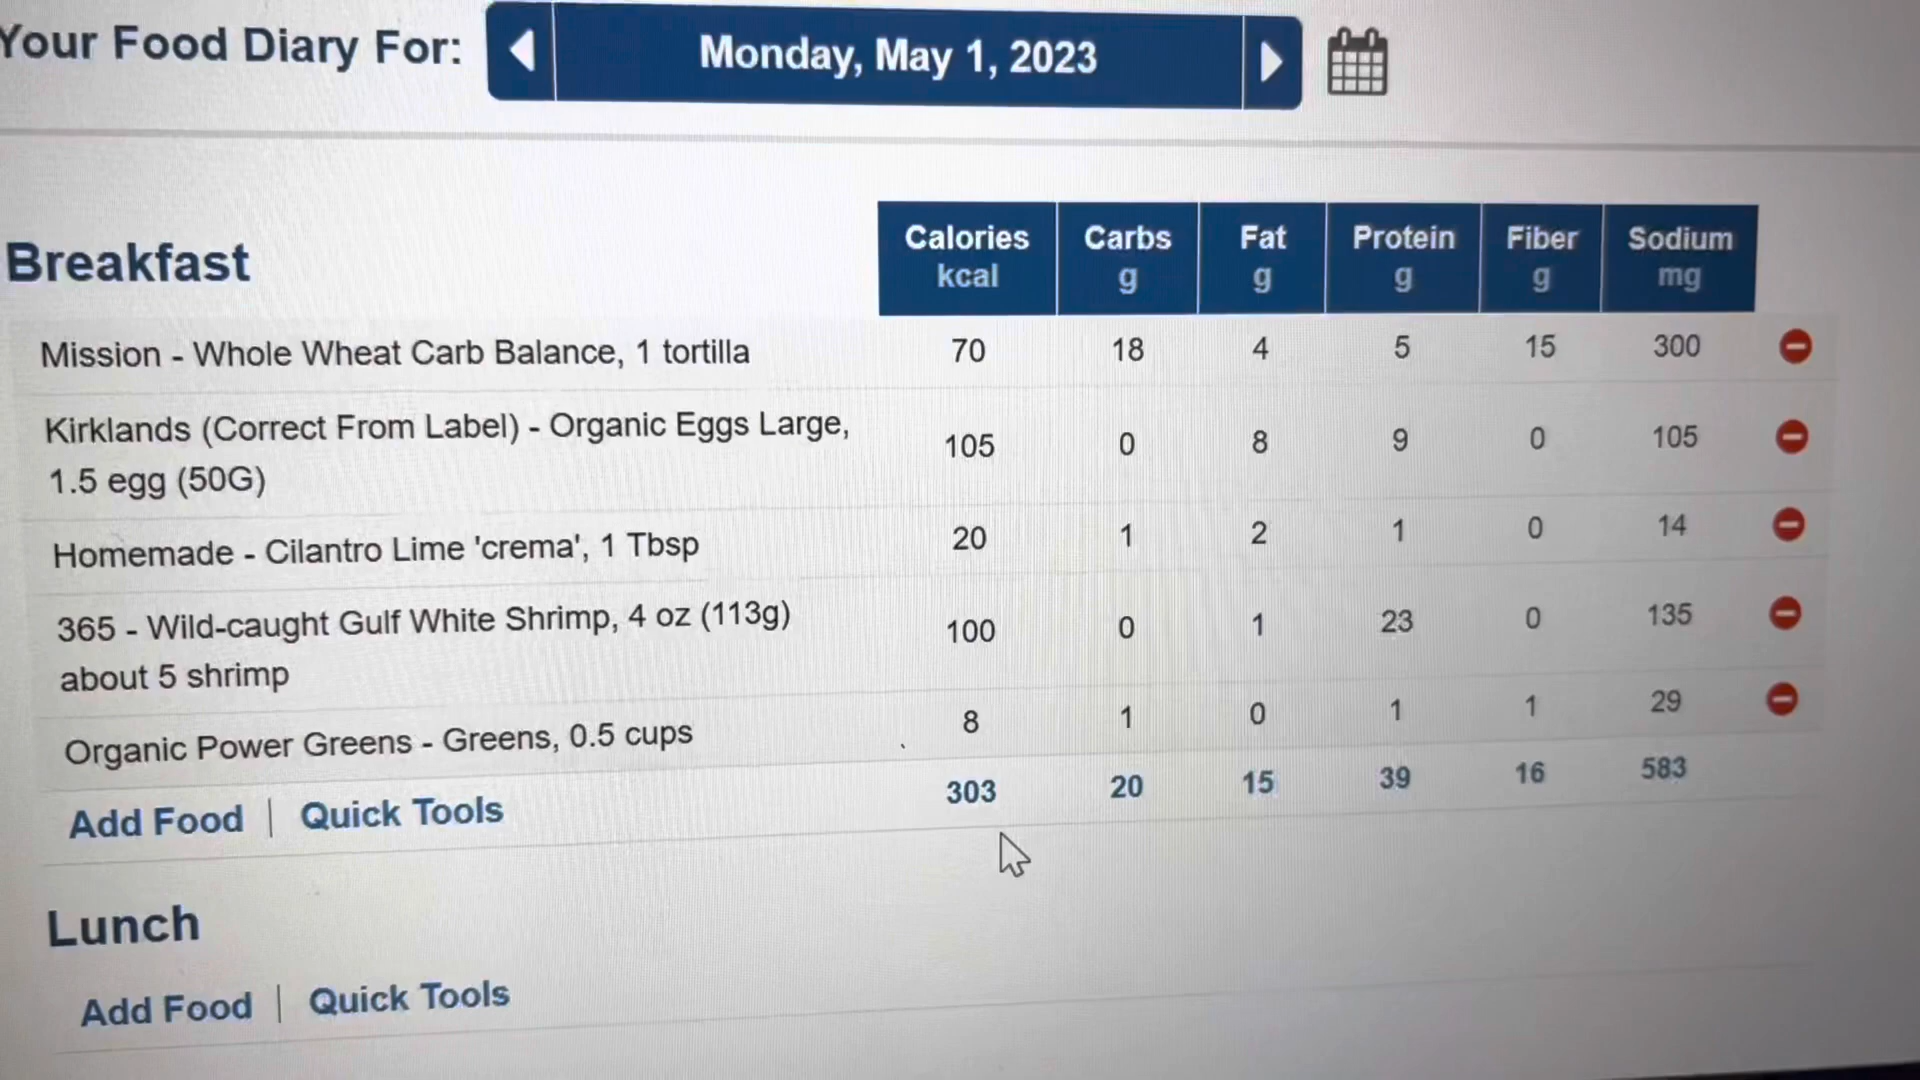 Your Food Diary For:
Monday, May 1, 2023
Breakfast
Calories kcal Carbs g Fat g Protein g Fiber g Sodium mg
Mission - Whole Wheat Carb Balance, 1 tortilla 70 18 4 5 15 300
Kirklands (Correct From Label) - Organic Eggs Large,
1.5 egg (50G) 105 0 8 9 0 105
Homemade - Cilantro Lime 'crema', 1 Tbsp 20 1 2 1 0 14
365 - Wild-caught Gulf White Shrimp, 4 oz (113g)
about 5 shrimp 100 0 1 23 0 135
Organic Power Greens - Greens, 0.5 cups 8 1 0 1 1 29
Add Food | Quick Tools 303 20 15 39 16 583
Lunch
Add Food | Quick Tools